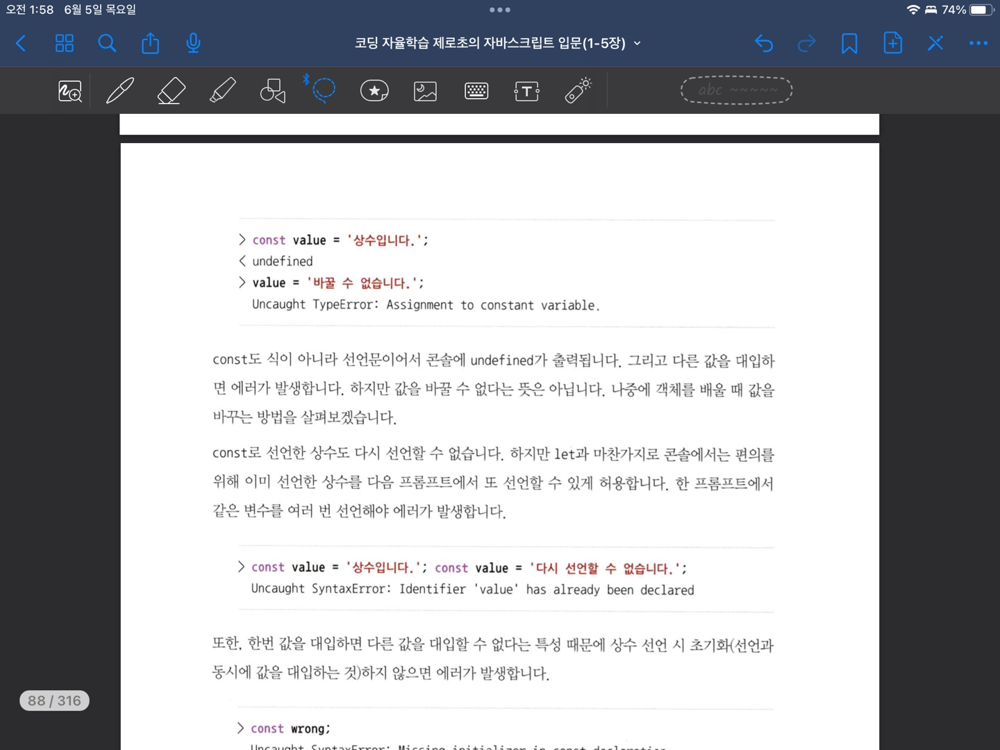 오전 1:58 6월 5일 목요일
74%
코딩 자율학습 제로초의 자바스크립트 입문(1-5장)
abc ~~~~~
> const value = '상수입니다.';
< undefined
> value = '바꿀 수 없습니다.';
Uncaught TypeError: Assignment to constant variable.
const도 식이 아니라 선언문이어서 콘솔에 undefined가 출력됩니다. 그리고 다른 값을 대입하
면 에러가 발생합니다. 하지만 값을 바꿀 수 없다는 뜻은 아닙니다. 나중에 객체를 배울 때 값을
바꾸는 방법을 살펴보겠습니다.
const로 선언한 상수도 다시 선언할 수 없습니다. 하지만 let과 마찬가지로 콘솔에서는 편의를
위해 이미 선언한 상수를 다음 프롬프트에서 또 선언할 수 있게 허용합니다. 한 프롬프트에서
같은 변수를 여러 번 선언해야 에러가 발생합니다.
> const value = '상수입니다.'; const value = '다시 선언할 수 없습니다.';
Uncaught SyntaxError: Identifier 'value' has already been declared
또한, 한번 값을 대입하면 다른 값을 대입할 수 없다는 특성 때문에 상수 선언 시 초기화(선언과
동시에 값을 대입하는 것)하지 않으면 에러가 발생합니다.
88 / 316
> const wrong;
Uncaught SyntaxError: Missing initializer in const declaration